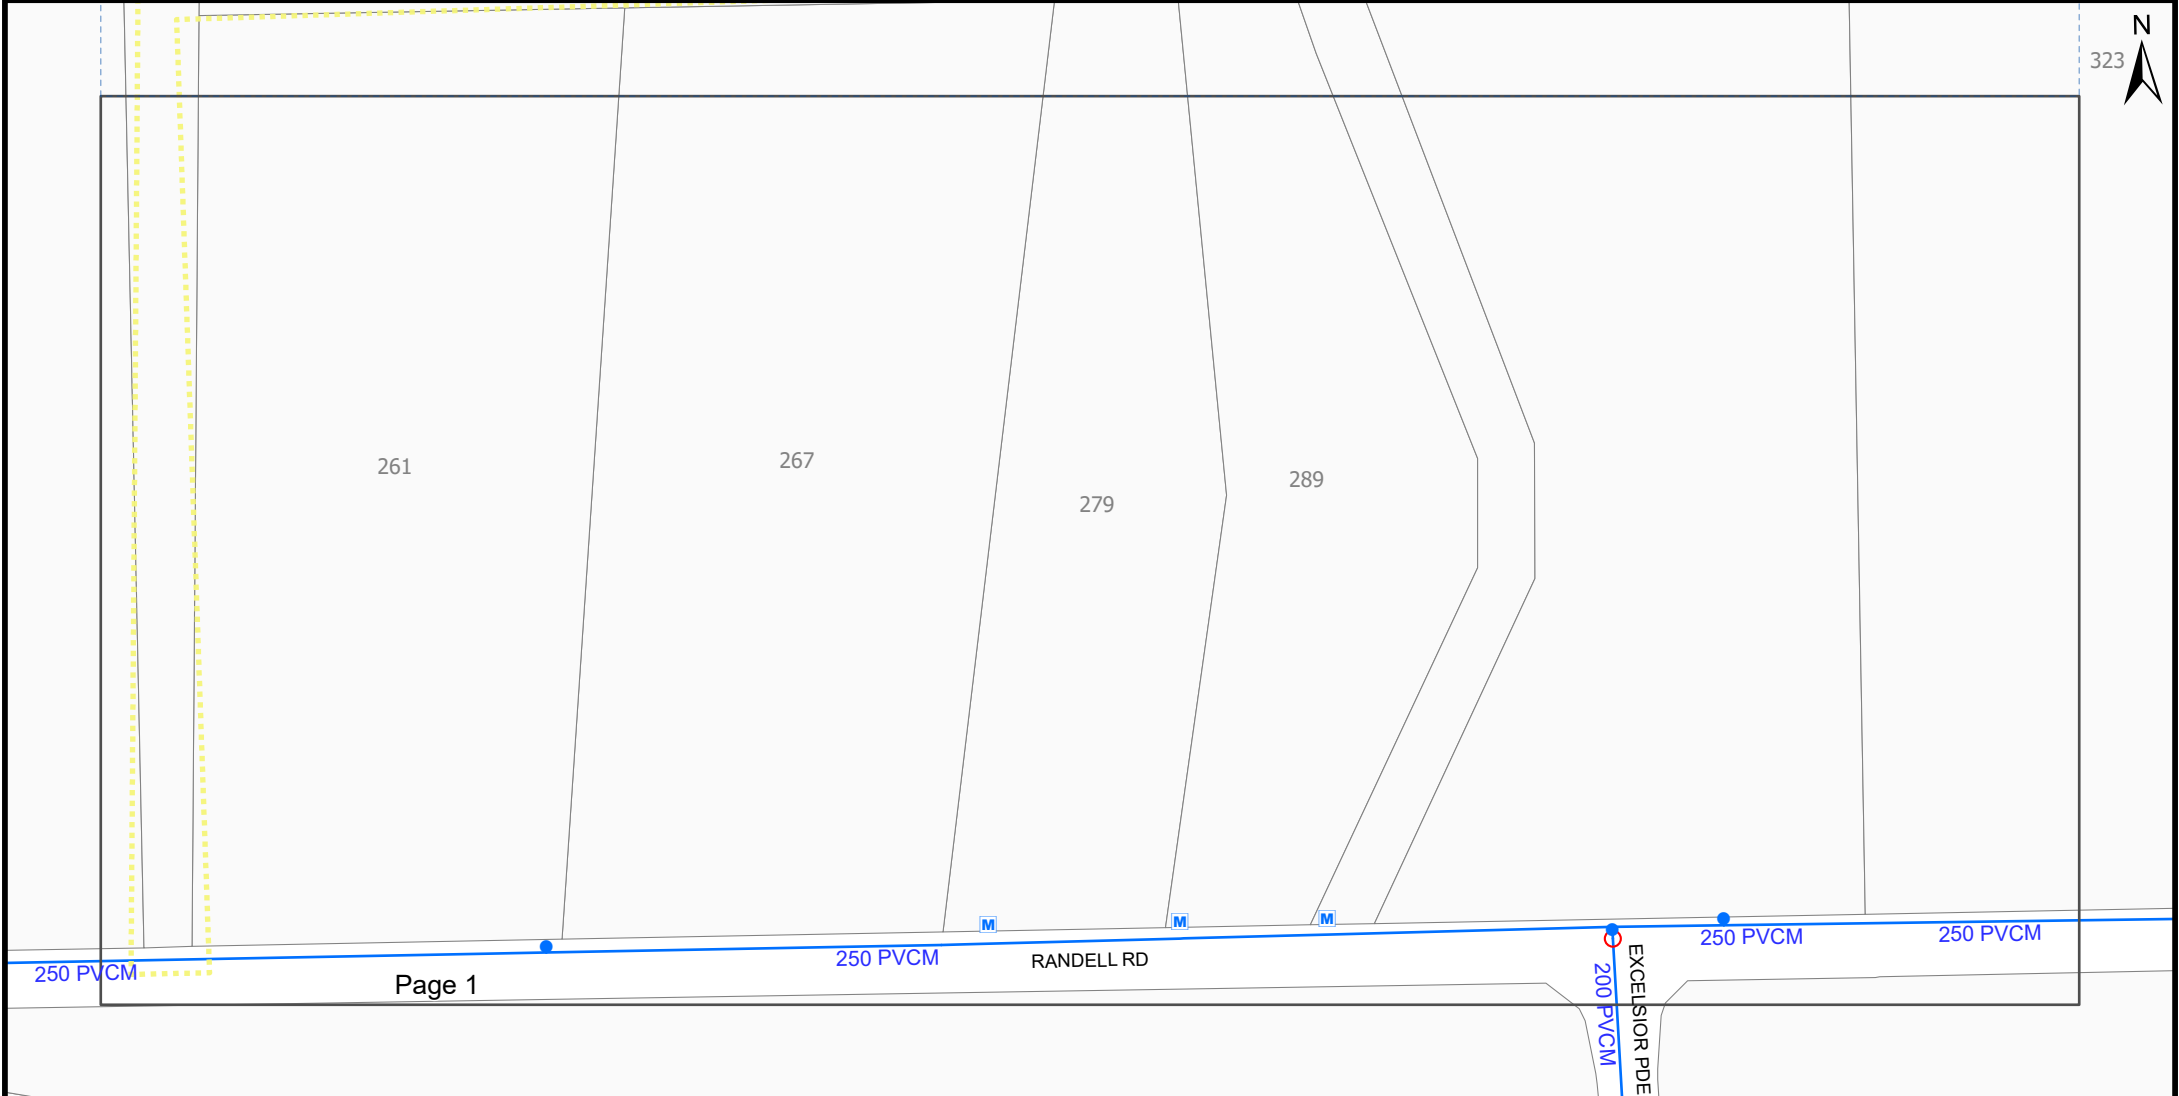 N
323
261
267
279
289
M
M
M
250 PVCM
250 PVCM
RANDELL RD
250 PVCM
250 PVCM
Page 1
200 PVCM
EXCELSIOR PDE